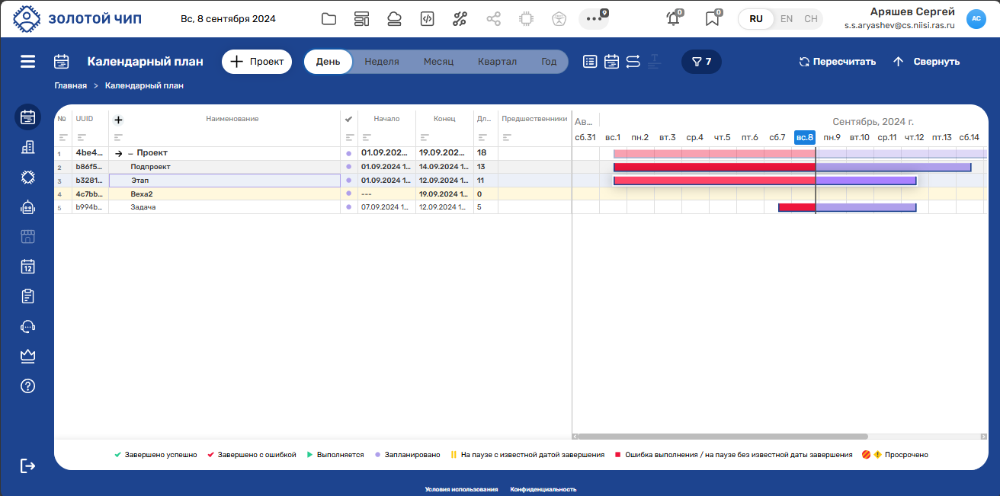 ЗОЛОТОЙ ЧИП Вс, 8 сентября 2024 9 0 0 RU EN CH Аряшев Сергей АС
s.s.aryashev@cs.niisi.ras.ru
Календарный план Проект День Неделя Месяц Квартал Год 7 Пересчитать Свернуть
Главная > Календарный план
№ UUID Наименование Начало Конец Дл... Предшественники Ав... Сентябрь, 2024 г.
сб.31 вс.1 пн.2 вт.3 ср.4 чт.5 пт.6 сб.7 вс.8 пн.9 вт.10 ср.11 чт.12 пт.13 сб.14
1 4be4... Проект 01.09.202... 19.09.202... 18
2 b86f5... Подпроект 01.09.2024 1... 14.09.2024 1... 13
3 b3281... Этап 01.09.2024 1... 12.09.2024 1... 11
4 4c7bb... Веха2 --- 19.09.2024 1... 0
5 b994b... Задача 07.09.2024 1... 12.09.2024 1... 5
12
Завершено успешно Завершено с ошибкой Выполняется Запланировано На паузе с известной датой завершения Ошибка выполнения / на паузе без известной даты завершения Просрочено
Условия использования Конфиденциальность